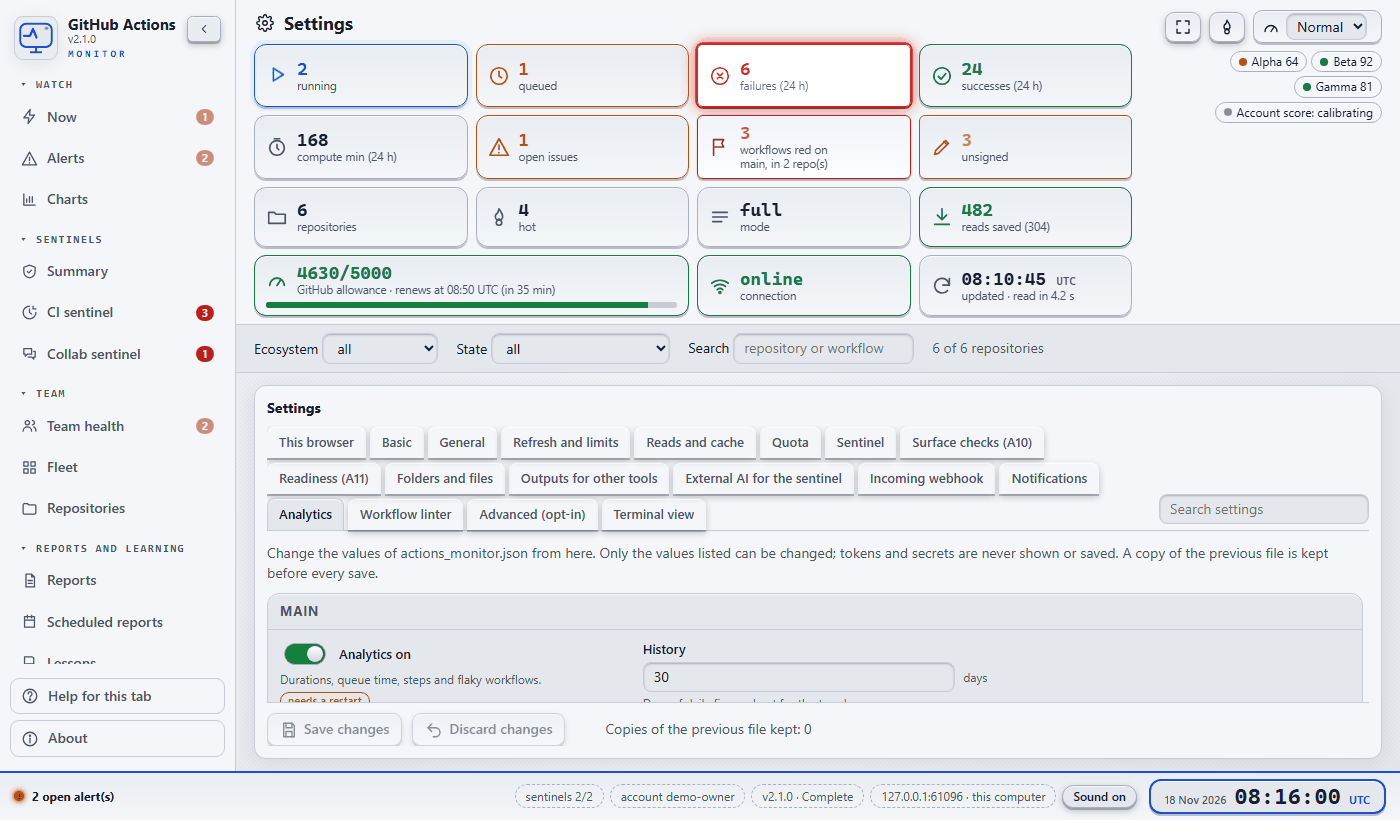 GitHub Actions
v2.1.0
MONITOR
WATCH
Now 1
Alerts 2
Charts
SENTINELS
Summary
CI sentinel 3
Collab sentinel 1
TEAM
Team health 2
Fleet
Repositories
REPORTS AND LEARNING
Reports
Scheduled reports
Lessons
Help for this tab
About
Settings
Normal
Alpha 64
Beta 92
Gamma 81
Account score: calibrating
2
running
1
queued
6
failures (24 h)
24
successes (24 h)
168
compute min (24 h)
1
open issues
3
workflows red on
main, in 2 repo(s)
3
unsigned
6
repositories
4
hot
full
mode
482
reads saved (304)
4630/5000
GitHub allowance · renews at 08:50 UTC (in 35 min)
online
connection
08:10:45 UTC
updated · read in 4.2 s
Ecosystem all State all Search repository or workflow 6 of 6 repositories
Settings
This browser Basic General Refresh and limits Reads and cache Quota Sentinel Surface checks (A10)
Readiness (A11) Folders and files Outputs for other tools External AI for the sentinel Incoming webhook Notifications
Analytics Workflow linter Advanced (opt-in) Terminal view Search settings
Change the values of actions_monitor.json from here. Only the values listed can be changed; tokens and secrets are never shown or saved. A copy of the previous file is kept
before every save.
MAIN
Analytics on
Durations, queue time, steps and flaky workflows.
needs a restart
History
30 days
Save changes Discard changes Copies of the previous file kept: 0
2 open alert(s) sentinels 2/2 account demo-owner v2.1.0 · Complete 127.0.0.1:61096 · this computer Sound on 18 Nov 2026 08:16:00 UTC